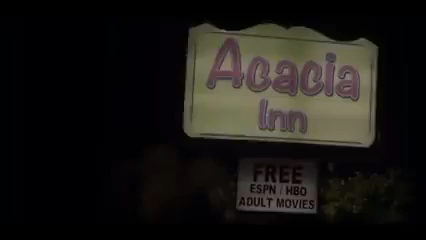 Acacia
Inn
FREE
ESPN / HBO
ADULT MOVIES